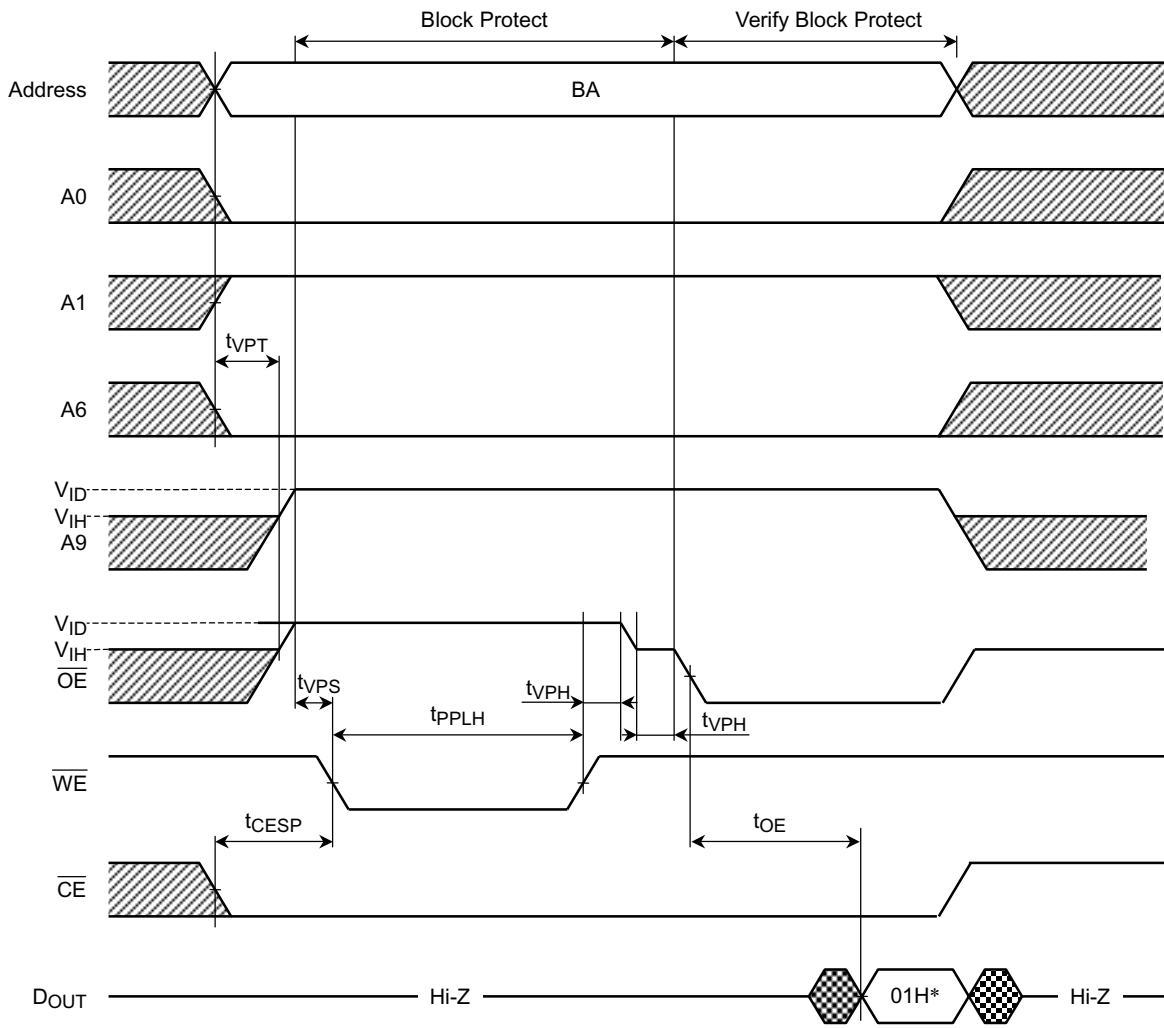 Block Protect
Verify Block Protect
Address
BA
A0
A1
tVPT
A6
VID
VIH
A9
VID
VIH
OE
tVPS
tVPH
tPPLH
tVPH
WE
tCESP
tOE
CE
DOUT
Hi-Z
01H*
Hi-Z